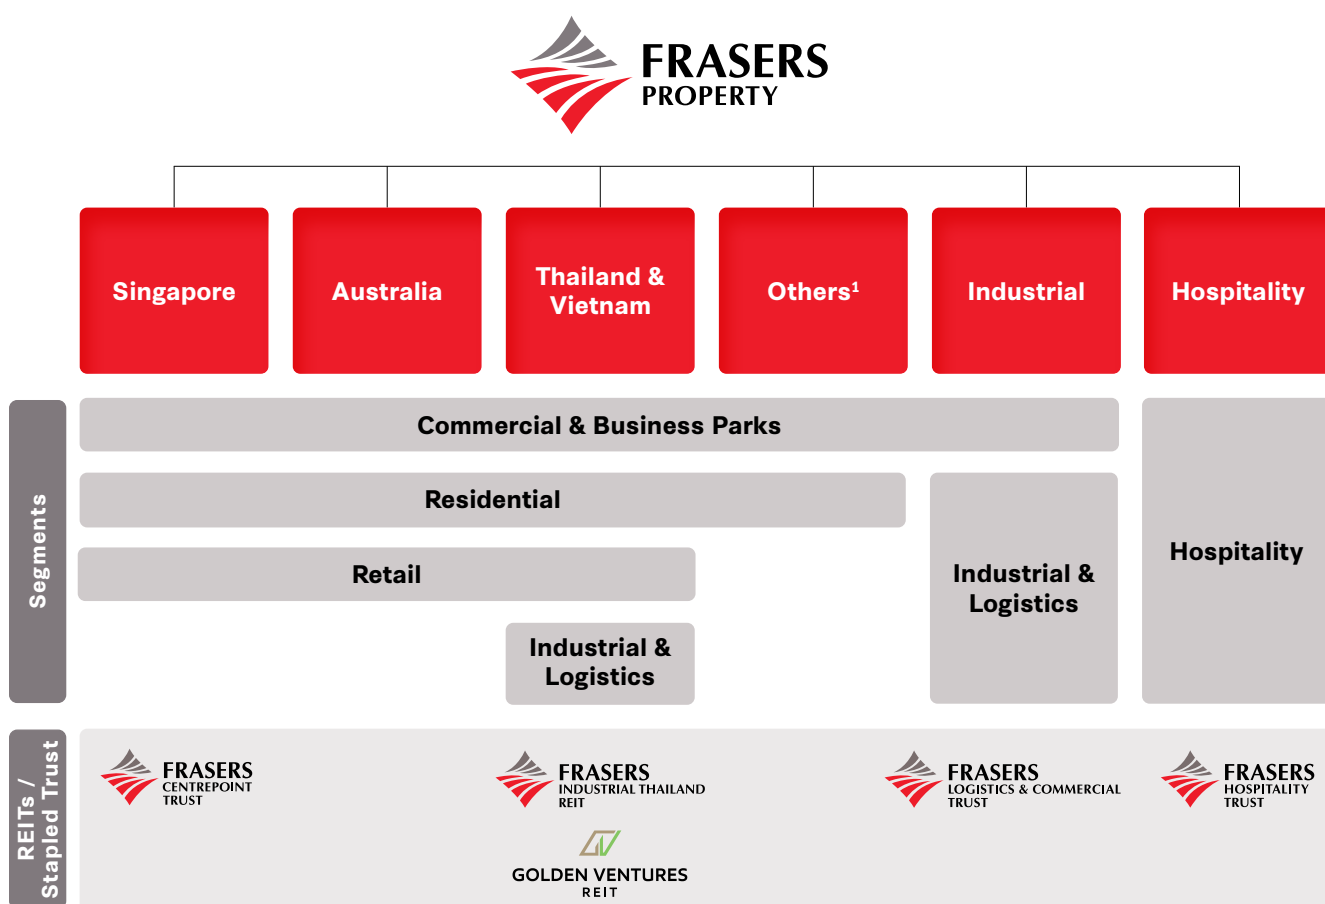 FRASERS
PROPERTY
Singapore
Australia
Thailand &
Vietnam
Others¹
Industrial
Hospitality
Segments
Commercial & Business Parks
Residential
Retail
Industrial &
Logistics
Industrial &
Logistics
Hospitality
REITs /
Stapled Trust
FRASERS
CENTREPOINT
TRUST
FRASERS
INDUSTRIAL THAILAND
REIT
GOLDEN VENTURES
REIT
FRASERS
LOGISTICS & COMMERCIAL
TRUST
FRASERS
HOSPITALITY
TRUST